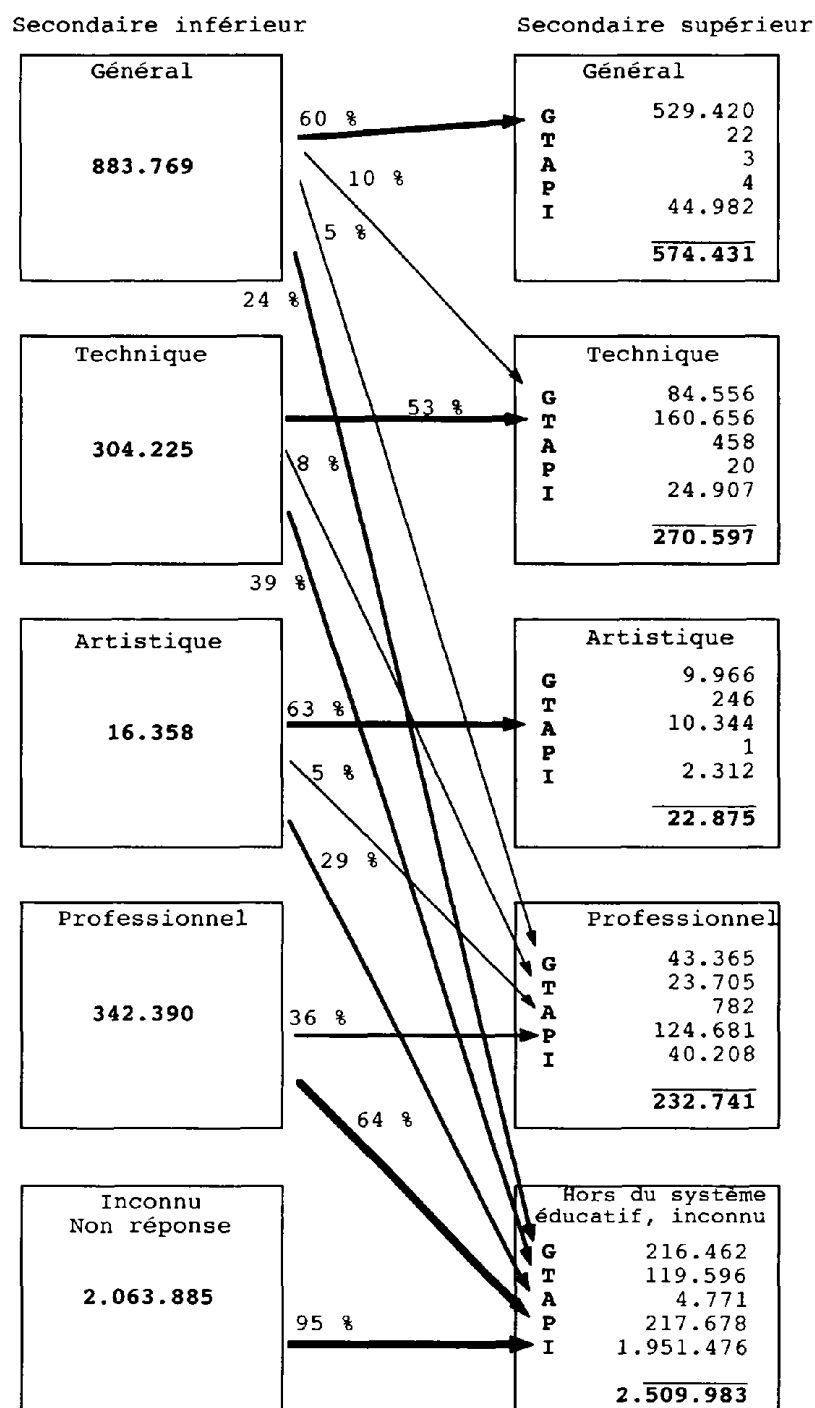 Secondaire inférieur
Secondaire supérieur
Général
883.769
60 %
10 %
5 %
24 %
Général
G 529.420
T 22
A 3
P 4
I 44.982
574.431
Technique
304.225
53 %
8 %
39 %
Technique
G 84.556
T 160.656
A 458
P 20
I 24.907
270.597
Artistique
16.358
63 %
5 %
29 %
Artistique
G 9.966
T 246
A 10.344
P 1
I 2.312
22.875
Professionnel
342.390
36 %
64 %
Professionnel
G 43.365
T 23.705
A 782
P 124.681
I 40.208
232.741
Inconnu
Non réponse
2.063.885
95 %
Hors du système
éducatif, inconnu
G 216.462
T 119.596
A 4.771
P 217.678
I 1.951.476
2.509.983